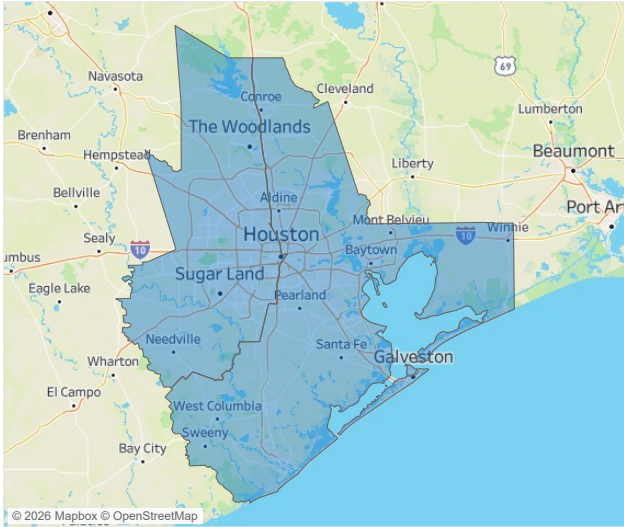 69
Navasota
Cleveland
Conroe
Lumberton
The Woodlands
Brenham
Beaumont
Hempstead
Liberty
Bellville
Aldine
Port Ar
Mont Belvieu
Houston
10
Winnie
Sealy
10
Baytown
umbus
Sugar Land
Eagle Lake
Pearland
Needville
Santa Fe
Galveston
Wharton
El Campo
West Columbia
Sweeny
Bay City
© 2026 Mapbox © OpenStreetMap